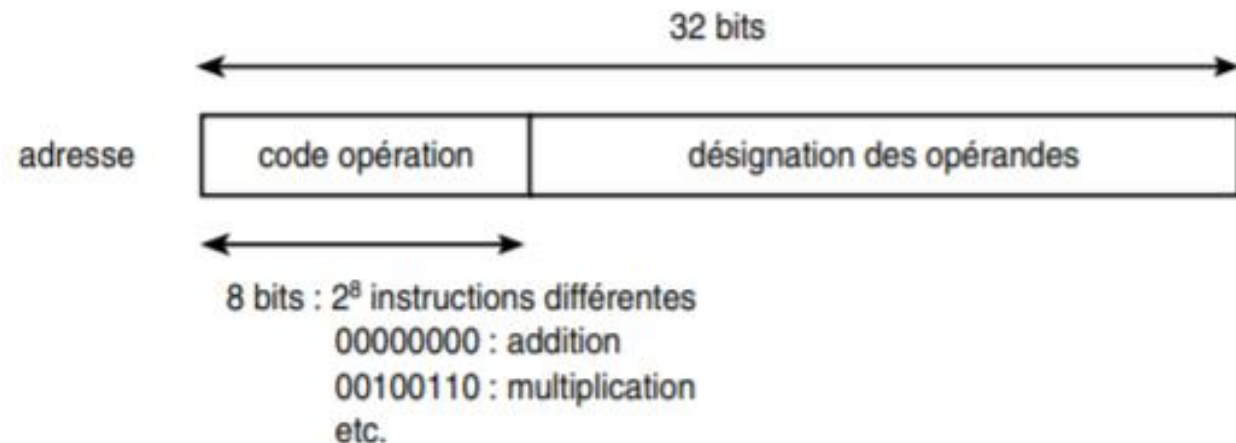 32 bits
adresse
code opération
désignation des opérandes
8 bits : 2⁸ instructions différentes
00000000 : addition
00100110 : multiplication
etc.